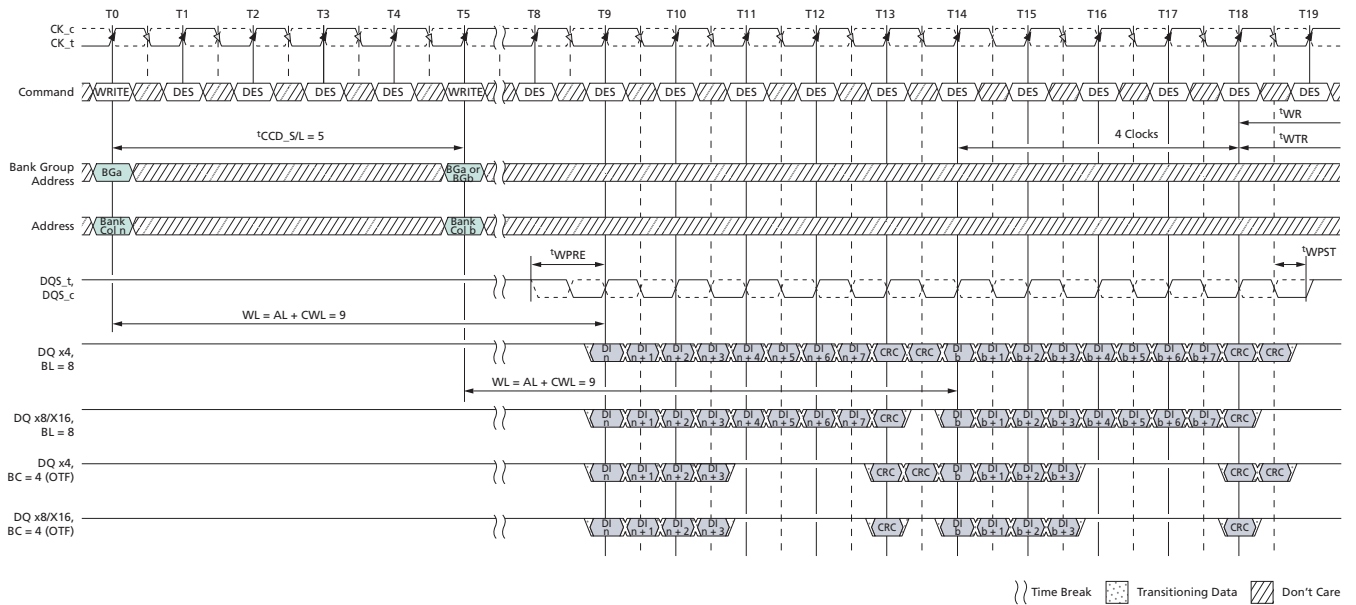 T0 T1 T2 T3 T4 T5 T8 T9 T10 T11 T12 T13 T14 T15 T16 T17 T18 T19
CK_c
CK_t
Command WRITE DES DES DES DES WRITE DES DES DES DES DES DES DES DES DES DES DES DES
tWR
tCCD_S/L = 5
4 Clocks
tWTR
Bank Group
Address
BGa
BGa or
BGb
Address
Bank
Col n
Bank
Col b
tWPRE
tWPST
DQS_t,
DQS_c
WL = AL + CWL = 9
DQ x4,
BL = 8
DI n DI n + 1 DI n + 2 DI n + 3 DI n + 4 DI n + 5 DI n + 6 DI n + 7 CRC CRC DI b DI b + 1 DI b + 2 DI b + 3 DI b + 4 DI b + 5 DI b + 6 DI b + 7 CRC CRC
WL = AL + CWL = 9
DQ x8/X16,
BL = 8
DI n DI n + 1 DI n + 2 DI n + 3 DI n + 4 DI n + 5 DI n + 6 DI n + 7 CRC DI b DI b + 1 DI b + 2 DI b + 3 DI b + 4 DI b + 5 DI b + 6 DI b + 7 CRC
DQ x4,
BC = 4 (OTF)
DI n DI n + 1 DI n + 2 DI n + 3 CRC CRC DI b DI b + 1 DI b + 2 DI b + 3 CRC CRC
DQ x8/X16,
BC = 4 (OTF)
DI n DI n + 1 DI n + 2 DI n + 3 CRC DI b DI b + 1 DI b + 2 DI b + 3 CRC
Time Break Transitioning Data Don't Care